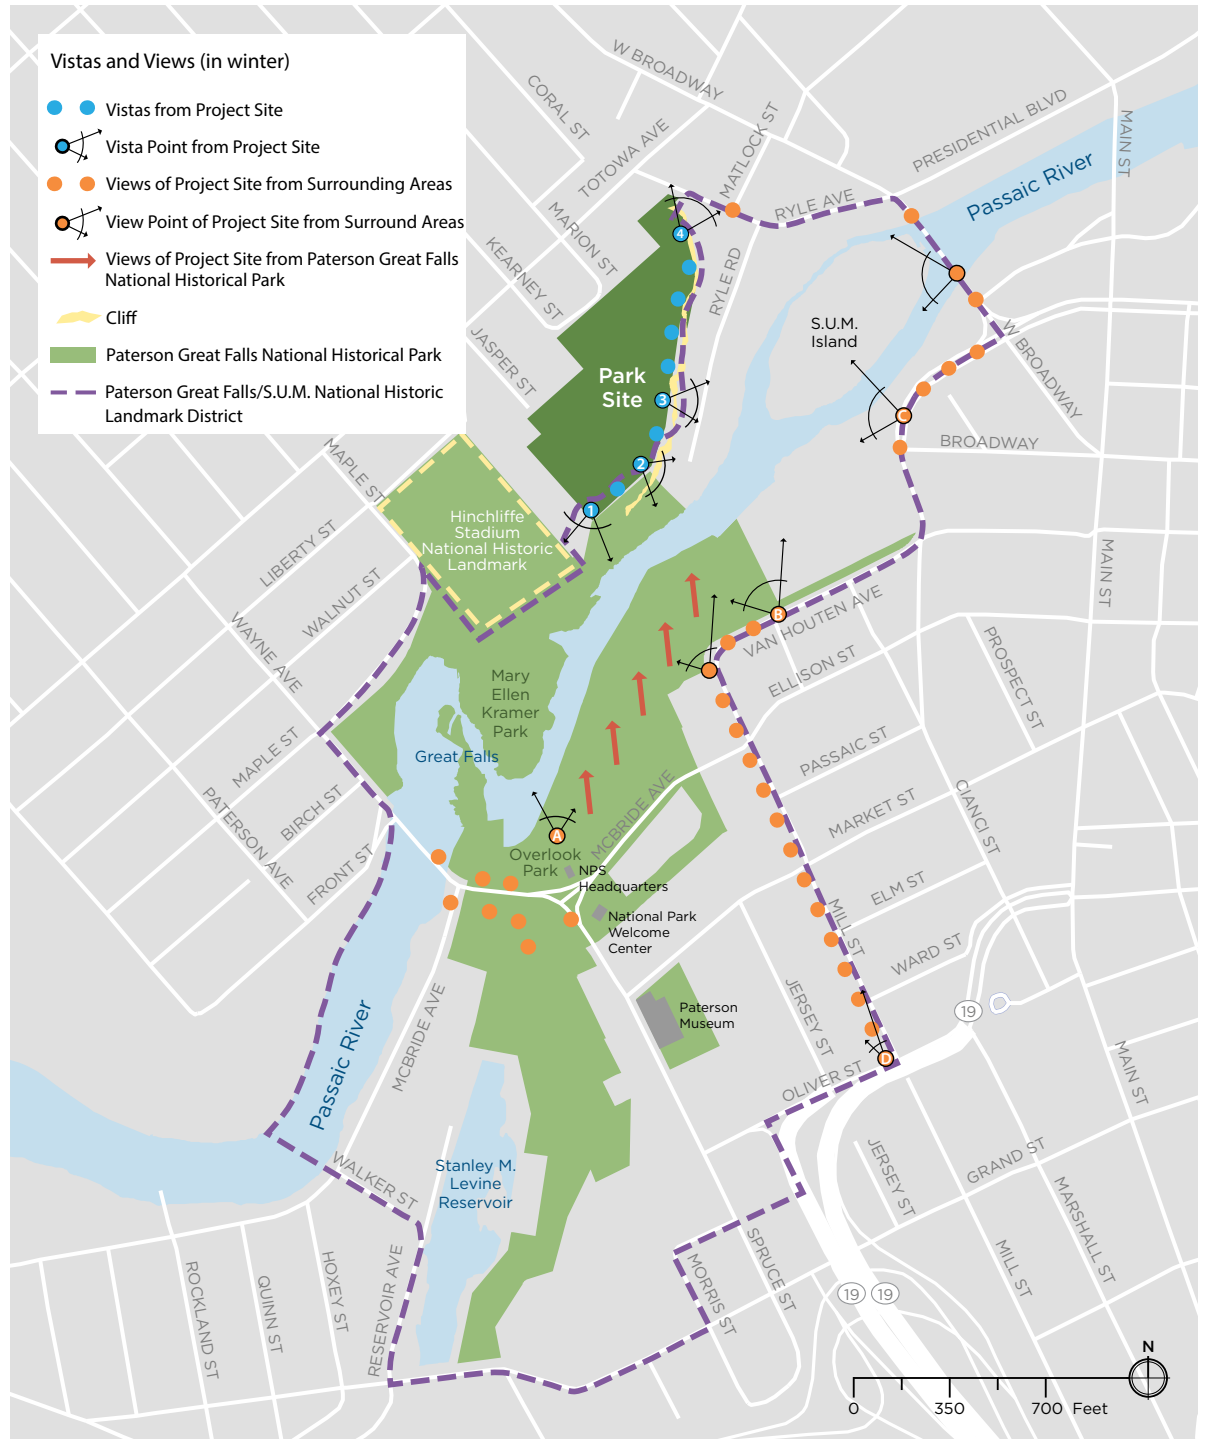 Vistas and Views (in winter)
Vistas from Project Site
Vista Point from Project Site
Views of Project Site from Surrounding Areas
View Point of Project Site from Surround Areas
Views of Project Site from Paterson Great Falls
National Historical Park
Cliff
Paterson Great Falls National Historical Park
Paterson Great Falls/S.U.M. National Historic
Landmark District
W BROADWAY
CORAL ST
TOTOWA AVE
MATLOCK ST
PRESIDENTIAL BLVD
MAIN ST
Passaic River
RYLE AVE
MARION ST
KEARNEY ST
JASPER ST
RYLE RD
4
S.U.M.
Island
W BROADWAY
Park
Site
3
C
BROADWAY
MAPLE ST
2
1
Hinchliffe
Stadium
National Historic
Landmark
LIBERTY ST
WALNUT ST
WAYNE AVE
MAIN ST
B
VAN HOUTEN AVE
ELLISON ST
PROSPECT ST
Mary
Ellen
Kramer
Park
Great Falls
MAPLE ST
BIRCH ST
PATERSON AVE
FRONT ST
PASSAIC ST
MARKET ST
CIANCI ST
MCBRIDE AVE
A
Overlook
Park
NPS
Headquarters
National Park
Welcome
Center
ELM ST
MILL ST
WARD ST
Paterson
Museum
JERSEY ST
19
Passaic River
MCBRIDE AVE
D
OLIVER ST
MAIN ST
Stanley M.
Levine
Reservoir
WALKER ST
JERSEY ST
GRAND ST
MARSHALL ST
MILL ST
ROCKLAND ST
QUINN ST
HOXEY ST
RESERVOIR AVE
MORRIS ST
SPRUCE ST
19
19
N
0
350
700 Feet